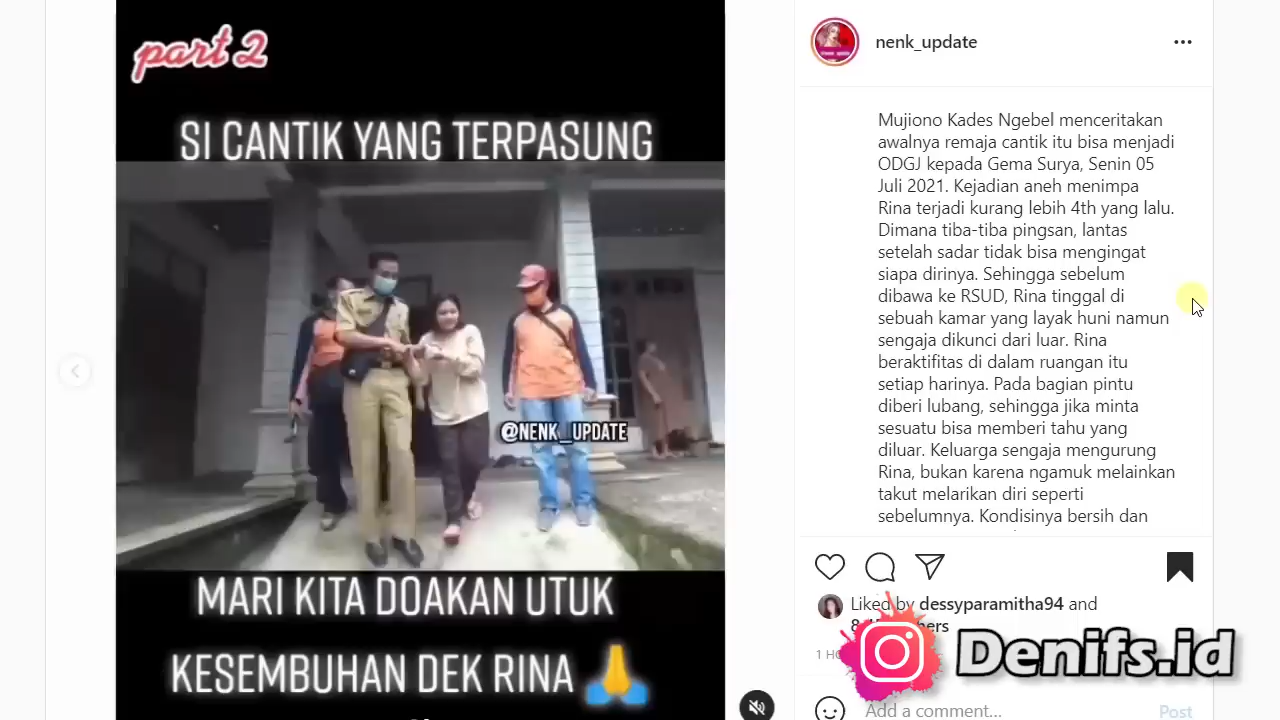 part 2
SI CANTIK YANG TERPASUNG
@NENK_UPDATE
MARI KITA DOAKAN UTUK
KESEMBUHAN DEK RINA
nenk_update
Mujiono Kades Ngebel menceritakan
awalnya remaja cantik itu bisa menjadi
ODGJ kepada Gema Surya, Senin 05
Juli 2021. Kejadian aneh menimpa
Rina terjadi kurang lebih 4th yang lalu.
Dimana tiba-tiba pingsan, lantas
setelah sadar tidak bisa mengingat
siapa dirinya. Sehingga sebelum
dibawa ke RSUD, Rina tinggal di
sebuah kamar yang layak huni namun
sengaja dikunci dari luar. Rina
beraktifitas di dalam ruangan itu
setiap harinya. Pada bagian pintu
diberi lubang, sehingga jika minta
sesuatu bisa memberi tahu yang
diluar. Keluarga sengaja mengurung
Rina, bukan karena ngamuk melainkan
takut melarikan diri seperti
sebelumnya. Kondisinya bersih dan
Liked by dessyparamitha94 and
Denifs.id
Add a comment...
Post